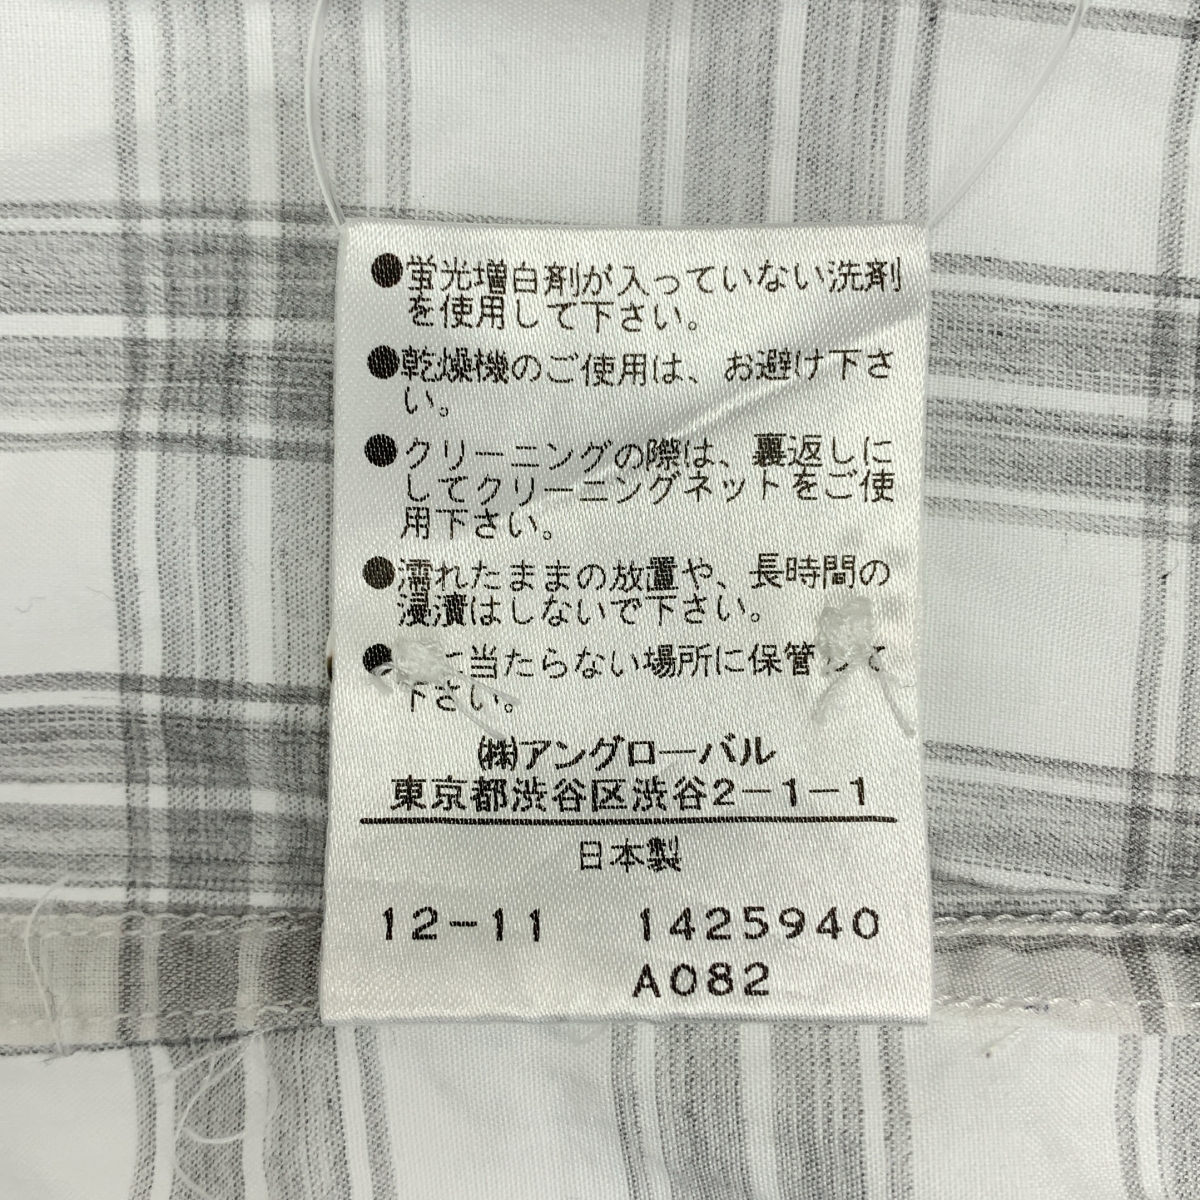 ●蛍光増白剤が入っていない洗剤
を使用して下さい。
●乾燥機のご使用は、お避け下さ
い。
●クリーニングの際は、裏返しに
してクリーニングネットをご使
用下さい。
●濡れたままの放置や、長時間の
浸漬はしないで下さい。
●に当たらない場所に保管して
下さい。
㈱アングローバル
東京都渋谷区渋谷2-1-1
日本製
12-11 1425940
A082